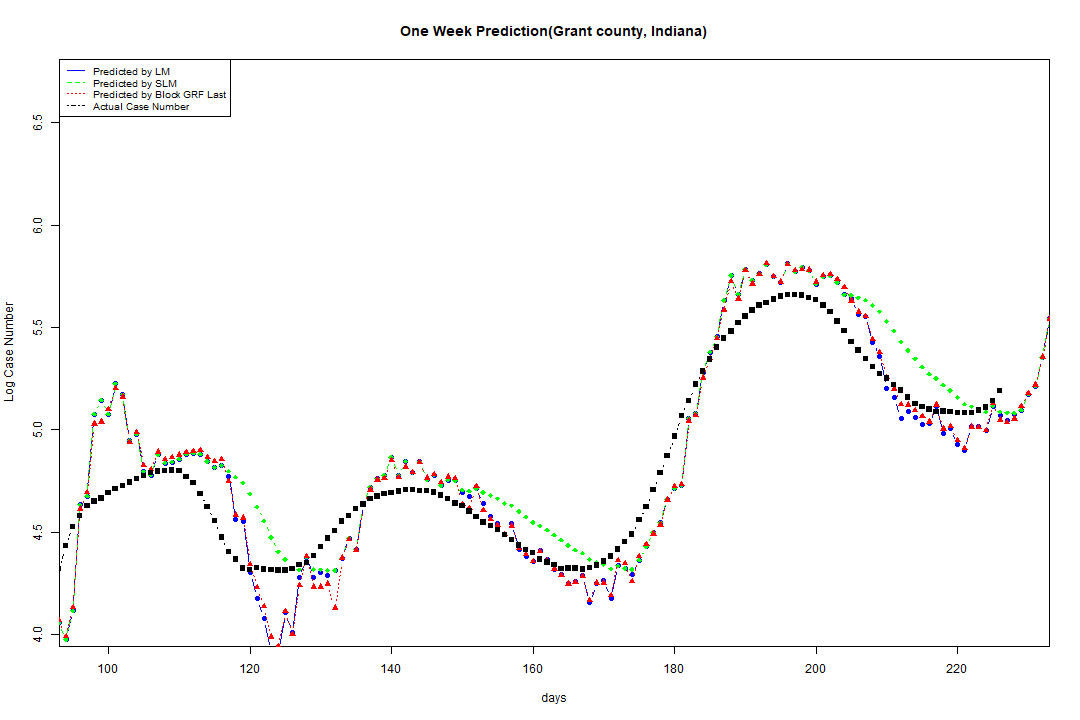 One Week Prediction(Grant county, Indiana)
Predicted by LM
Predicted by SLM
Predicted by Block GRF Last
Actual Case Number
6.5
6.0
5.5
5.0
4.5
4.0
Log Case Number
100 120 140 160 180 200 220
days